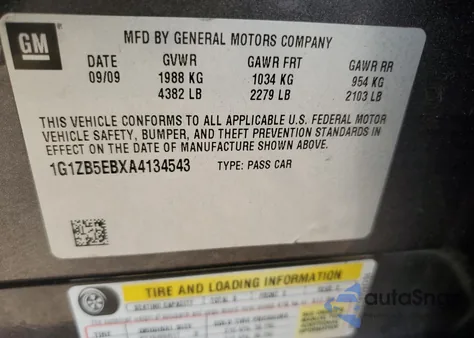 GM
MFD BY GENERAL MOTORS COMPANY
DATE GVWR GAWR FRT GAWR RR
09/09 1988 KG 1034 KG 954 KG
4382 LB 2279 LB 2103 LB
THIS VEHICLE CONFORMS TO ALL APPLICABLE U.S. FEDERAL MOTOR
VEHICLE SAFETY, BUMPER, AND THEFT PREVENTION STANDARDS IN
EFFECT ON THE DATE OF MANUFACTURE SHOWN ABOVE.
1G1ZB5EBXA4134543 TYPE: PASS CAR
TIRE AND LOADING INFORMATION